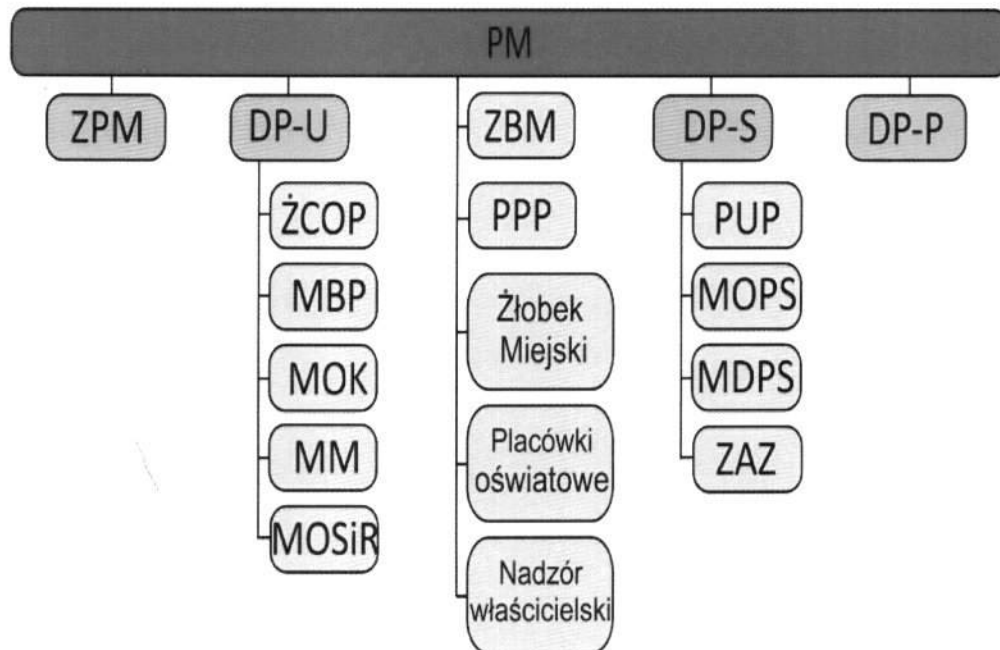 PM
ZPM
DP-U
ŻCOP
MBP
MOK
MM
MOSiR
ZBM
PPP
Żłobek
Miejski
Placówki
oświatowe
Nadzór
właścicielski
DP-S
PUP
MOPS
MDPS
ZAZ
DP-P